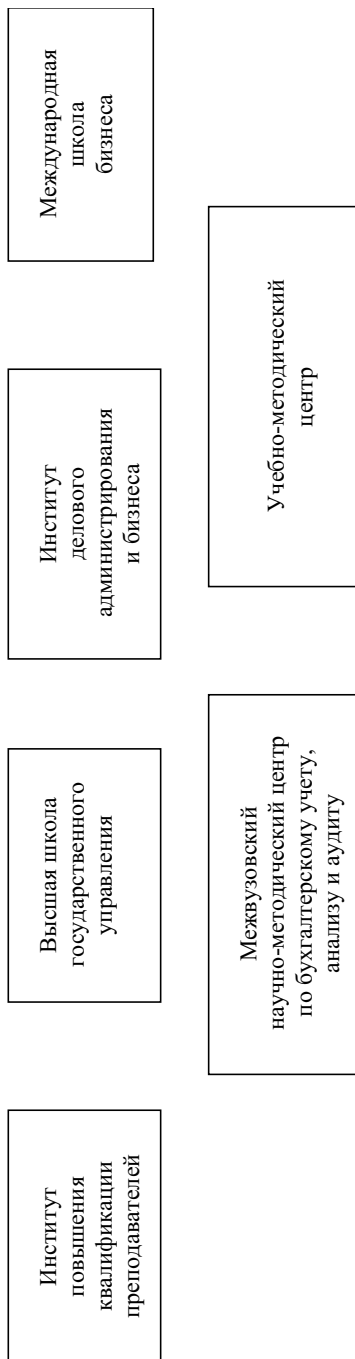 Институт
повышения
квалификации
преподавателей
Высшая школа
государственного
управления
Институт
делового
администрирования
и бизнеса
Международная
школа
бизнеса
Межвузовский
научно-методический центр
по бухгалтерскому учету,
анализу и аудиту
Учебно-методический
центр